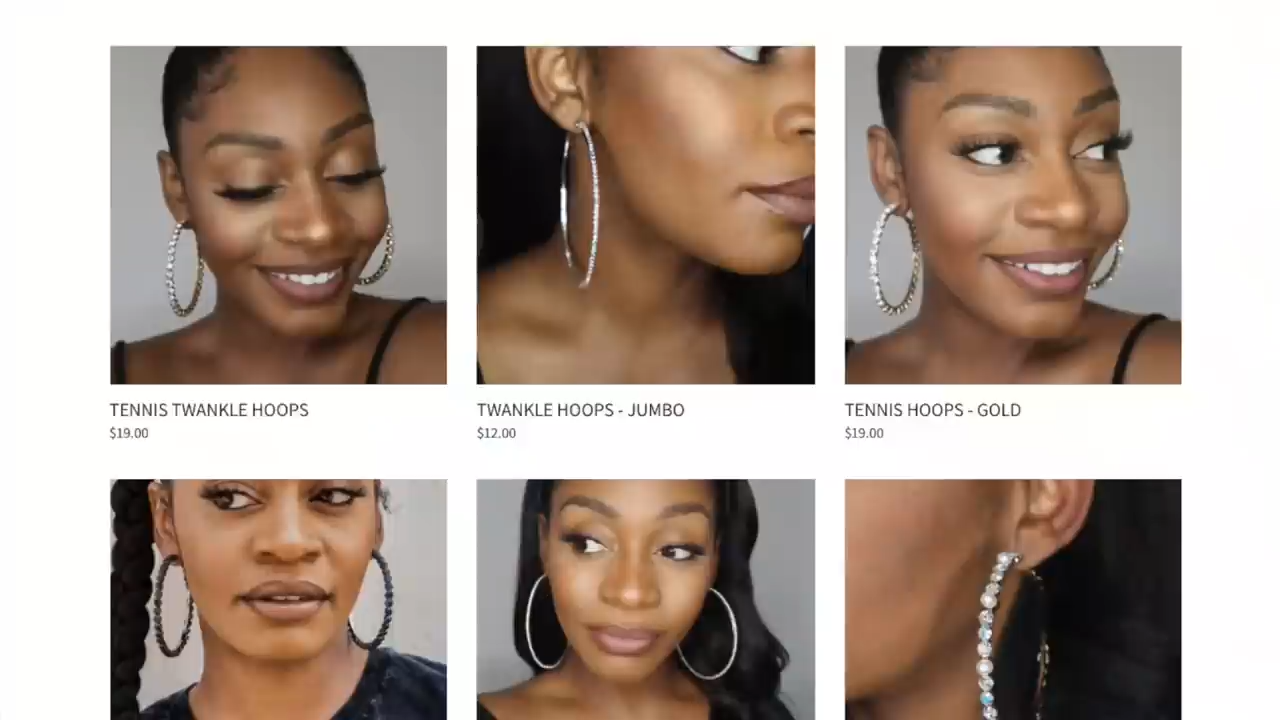 TENNIS TWANKLE HOOPS
$19.00
TWANKLE HOOPS - JUMBO
$12.00
TENNIS HOOPS - GOLD
$19.00